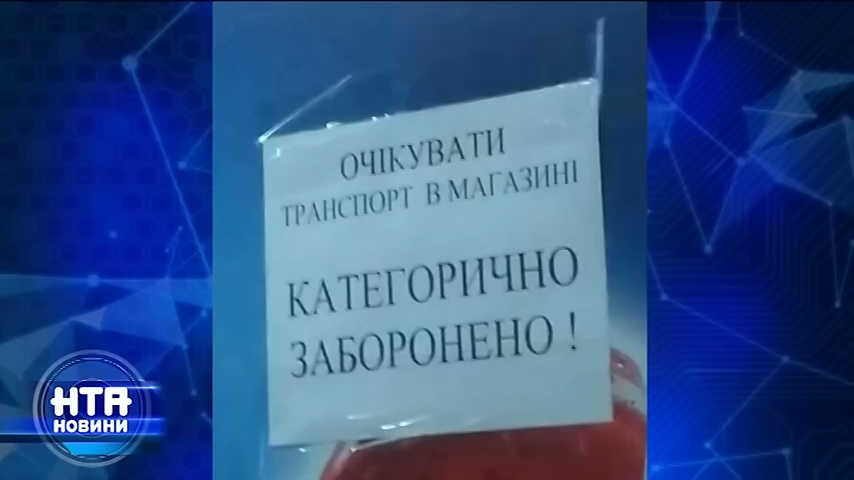 ОЧІКУВАТИ
ТРАНСПОРТ В МАГАЗИНІ
КАТЕГОРИЧНО
ЗАБОРОНЕНО !
НТА
НОВИНИ